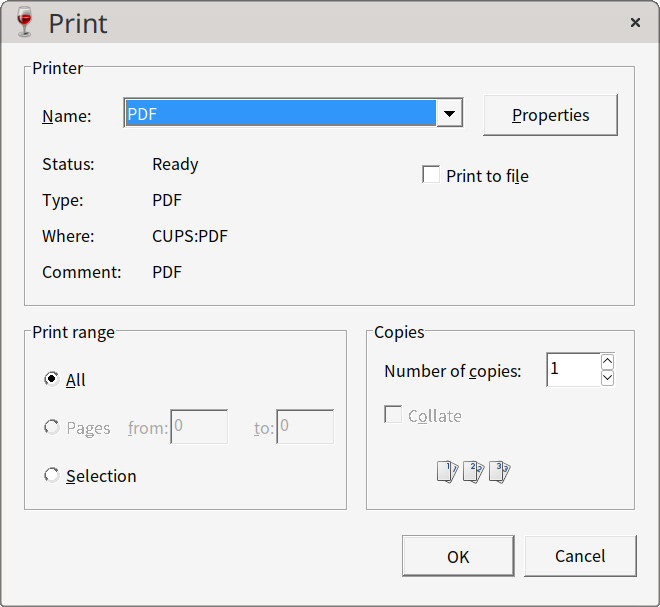 Print
Printer
Name: PDF Properties
Status: Ready
Print to file
Type: PDF
Where: CUPS:PDF
Comment: PDF
Print range
All
Pages from: 0 to: 0
Selection
Copies
Number of copies: 1
Collate
1 1 2 2 3 3
OK Cancel